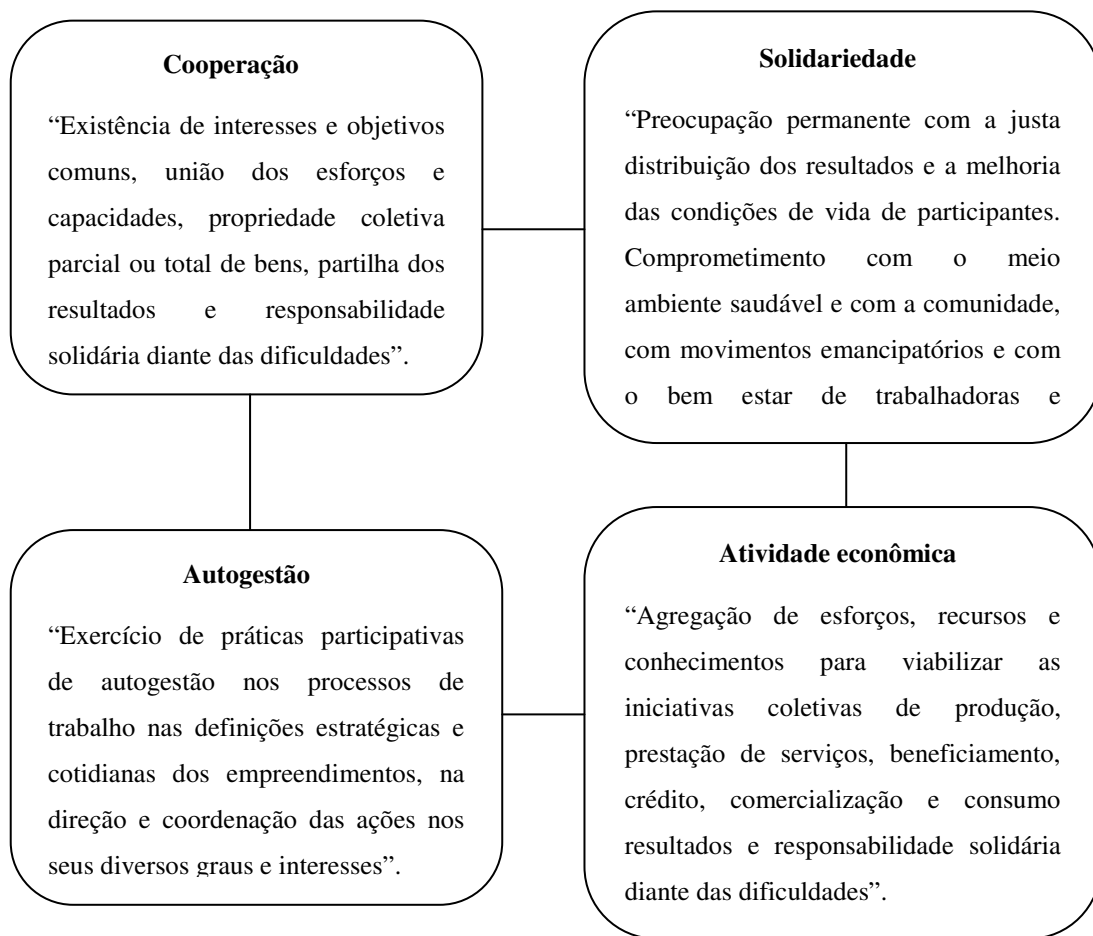 Cooperação
“Existência de interesses e objetivos
comuns, união dos esforços e
capacidades, propriedade coletiva
parcial ou total de bens, partilha dos
resultados e responsabilidade
solidária diante das dificuldades”.
Solidariedade
“Preocupação permanente com a justa
distribuição dos resultados e a melhoria
das condições de vida de participantes.
Comprometimento com o meio
ambiente saudável e com a comunidade,
com movimentos emancipatórios e com
o bem estar de trabalhadoras e
Autogestão
“Exercício de práticas participativas
de autogestão nos processos de
trabalho nas definições estratégicas e
cotidianas dos empreendimentos, na
direção e coordenação das ações nos
seus diversos graus e interesses”.
Atividade econômica
“Agregação de esforços, recursos e
conhecimentos para viabilizar as
iniciativas coletivas de produção,
prestação de serviços, beneficiamento,
crédito, comercialização e consumo
resultados e responsabilidade solidária
diante das dificuldades”.